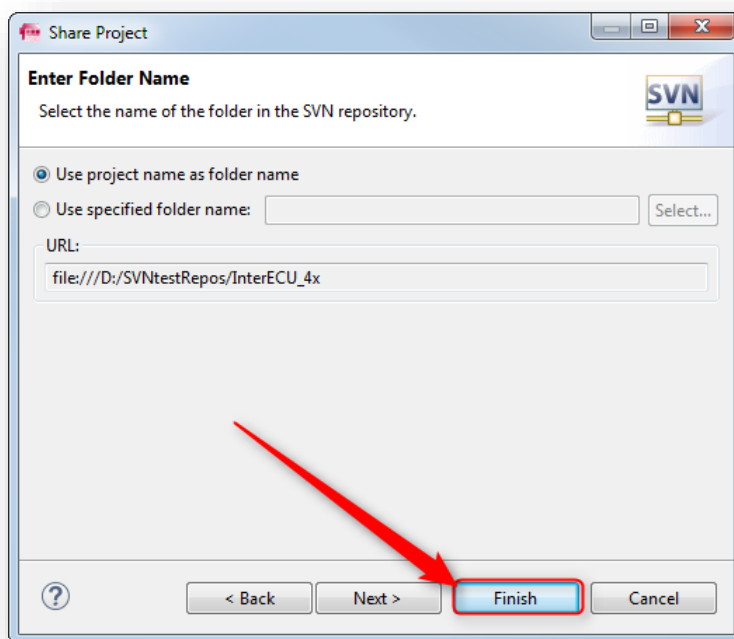 Share Project
Enter Folder Name
Select the name of the folder in the SVN repository.
SVN
Use project name as folder name
Use specified folder name:
Select...
URL:
file:///D:/SVNtestRepos/InterECU_4x
?
< Back
Next >
Finish
Cancel